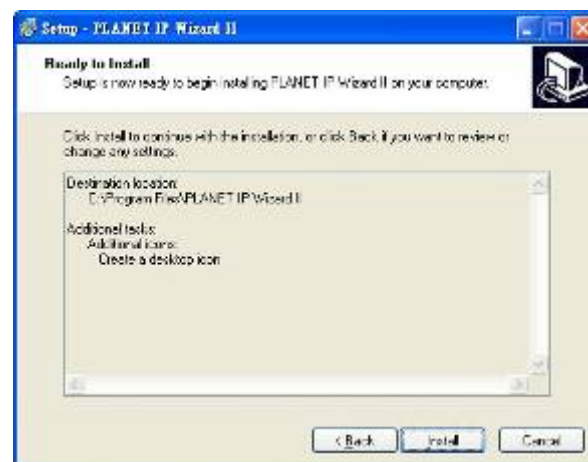 Setup - PLANET IP Wizard II
Ready to Install
Setup is now ready to begin installing PLANET IP Wizard II on your computer.
Click Install to continue with the installation, or click Back if you want to review or
change any settings.
Destination location:
C:\Program Files\PLANET IP Wizard II
Additional tasks:
Additional icons:
Create a desktop icon
< Back
Install
Cancel